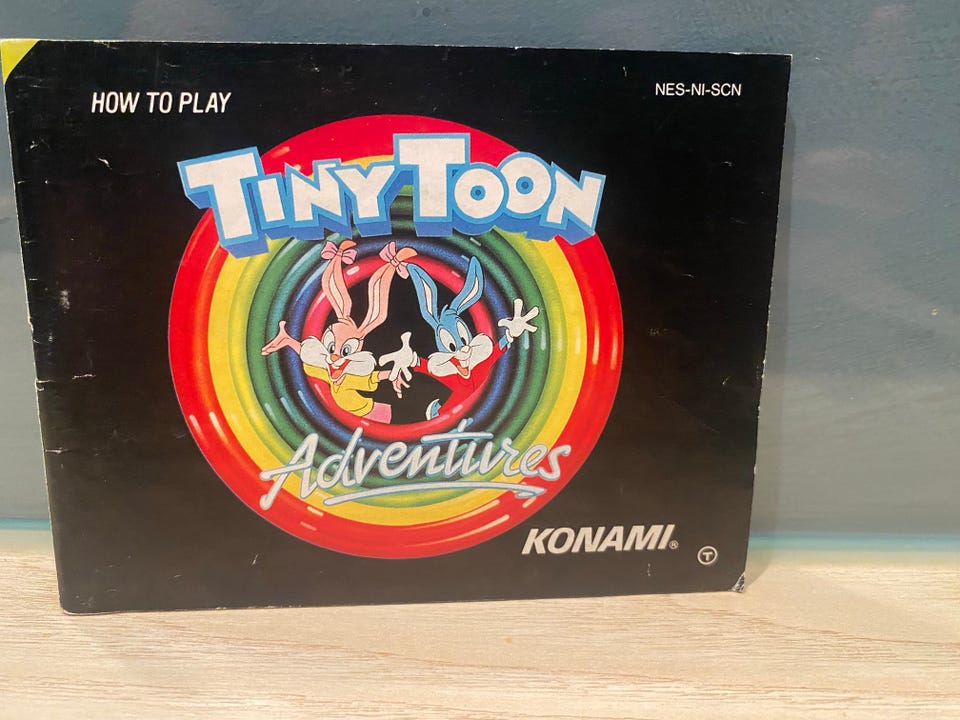 HOW TO PLAY
NES-NI-SCN
TINY TOON
Adventures
KONAMI®
T